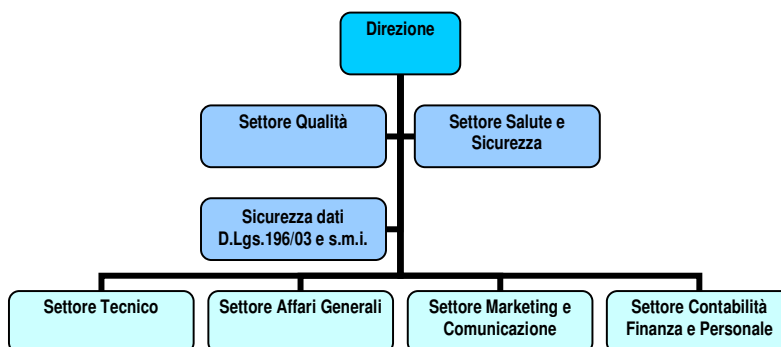 Direzione
Settore Qualità
Settore Salute e
Sicurezza
Sicurezza dati
D.Lgs.196/03 e s.m.i.
Settore Tecnico
Settore Affari Generali
Settore Marketing e
Comunicazione
Settore Contabilità
Finanza e Personale